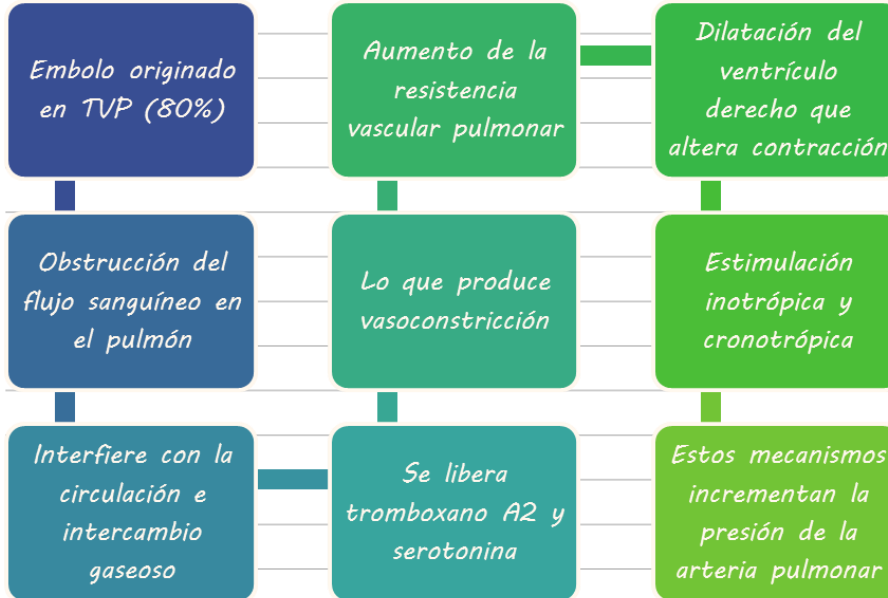 Embolo originado
en TVP (80%)
Obstrucción del
flujo sanguíneo en
el pulmón
Interfiere con la
circulación e
intercambio
gaseoso
Se libera
tromboxano A2 y
serotonina
Lo que produce
vasoconstricción
Aumento de la
resistencia
vascular pulmonar
Dilatación del
ventrículo
derecho que
altera contracción
Estimulación
inotrópica y
cronotrópica
Estos mecanismos
incrementan la
presión de la
arteria pulmonar